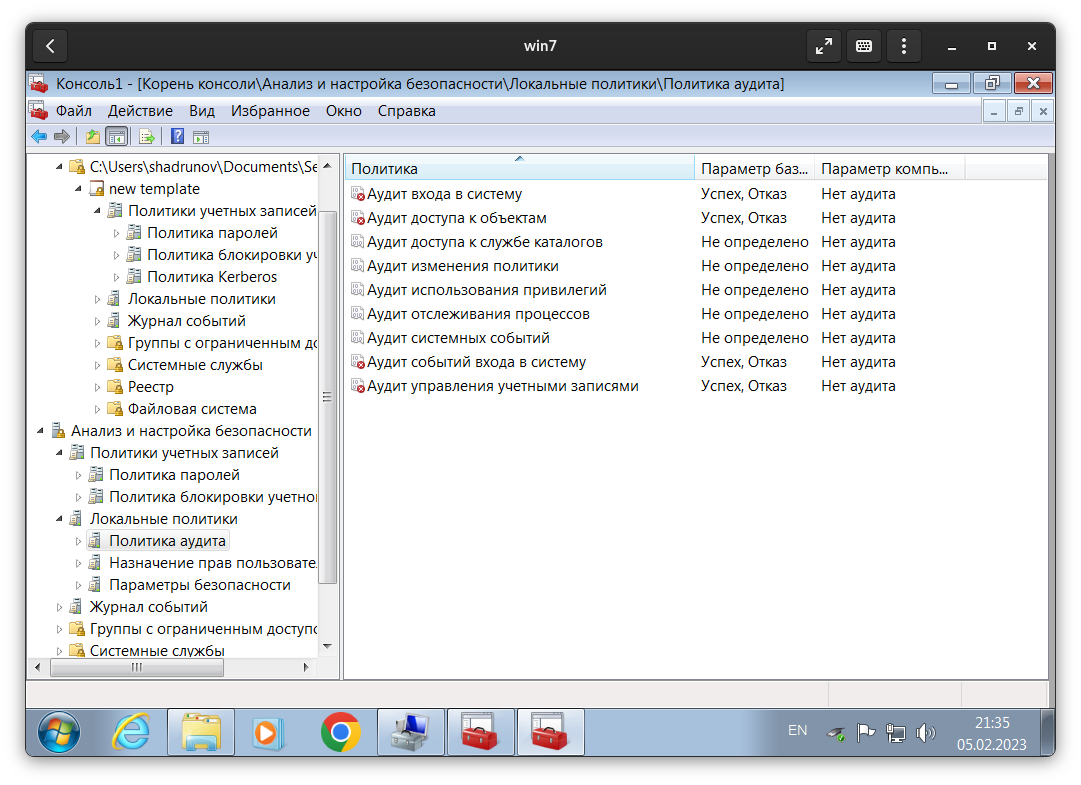 win7
Консоль1 - [Корень консоли\Анализ и настройка безопасности\Локальные политики\Политика аудита]
Файл Действие Вид Избранное Окно Справка
C:\Users\shadrunov\Documents\Se
new template
Политики учетных записей
Политика паролей
Политика блокировки уч
Политика Kerberos
Локальные политики
Журнал событий
Группы с ограниченным до
Системные службы
Реестр
Файловая система
Анализ и настройка безопасности
Политики учетных записей
Политика паролей
Политика блокировки учетно
Локальные политики
Политика аудита
Назначение прав пользовате
Параметры безопасности
Журнал событий
Группы с ограниченным доступо
Системные службы
Политика Параметр баз... Параметр компь...
Аудит входа в систему Успех, Отказ Нет аудита
Аудит доступа к объектам Успех, Отказ Нет аудита
Аудит доступа к службе каталогов Не определено Нет аудита
Аудит изменения политики Не определено Нет аудита
Аудит использования привилегий Не определено Нет аудита
Аудит отслеживания процессов Не определено Нет аудита
Аудит системных событий Не определено Нет аудита
Аудит событий входа в систему Успех, Отказ Нет аудита
Аудит управления учетными записями Успех, Отказ Нет аудита
EN
21:35
05.02.2023